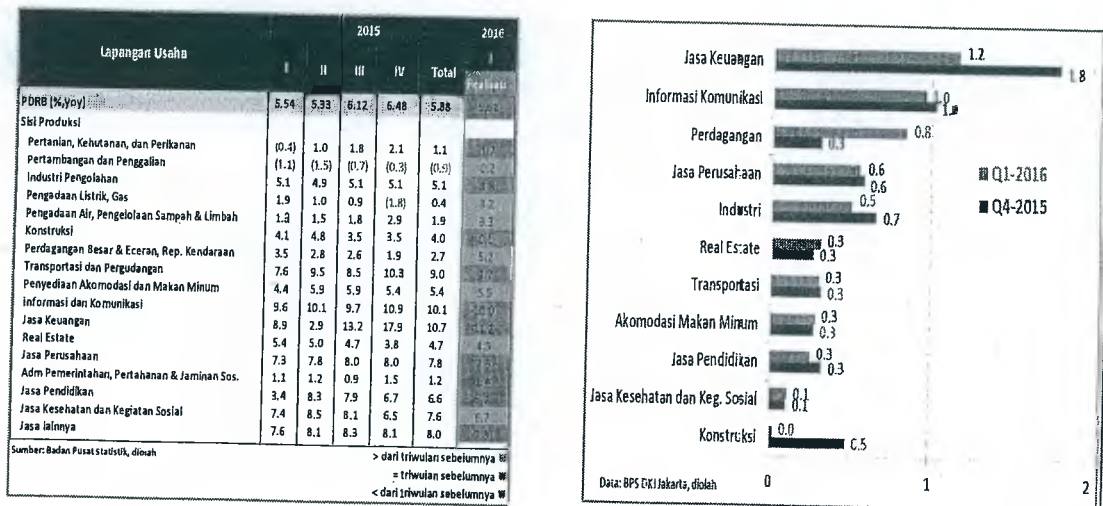 Lapangan Usaha 2015 2016
I II III IV Total I
Realisasi
PDRB (%,yoy) 5.54 5.33 6.12 6.48 5.88
Sisi Produksi
Pertanian, Kehutanan, dan Perikanan (0.4) 1.0 1.8 2.1 1.1
Pertambangan dan Penggalian (1.1) (1.5) (0.7) (0.3) (0.9)
Industri Pengolahan 5.1 4.9 5.1 5.1 5.1
Pengadaan Listrik, Gas 1.9 1.0 0.9 (1.8) 0.4
Pengadaan Air, Pengelolaan Sampah & Limbah 1.3 1.5 1.8 2.9 1.9
Konstruksi 4.1 4.8 3.5 3.5 4.0
Perdagangan Besar & Eceran, Rep. Kendaraan 3.5 2.8 2.6 1.9 2.7
Transportasi dan Pergudangan 7.6 9.5 8.5 10.3 9.0
Penyediaan Akomodasi dan Makan Minum 4.4 5.9 5.9 5.4 5.4
Informasi dan Komunikasi 9.6 10.1 9.7 10.9 10.1
Jasa Keuangan 8.9 2.9 13.2 17.9 10.7
Real Estate 5.4 5.0 4.7 3.8 4.7
Jasa Perusahaan 7.3 7.8 8.0 8.0 7.8
Adm Pemerintahan, Pertahanan & Jaminan Sos. 1.1 1.2 0.9 1.5 1.2
Jasa Pendidikan 3.4 8.3 7.9 6.7 6.6
Jasa Kesehatan dan Kegiatan Sosial 7.4 8.5 8.1 6.5 7.6
Jasa lainnya 7.6 8.1 8.3 8.1 8.0
Sumber: Badan Pusat Statistik, diolah
> dari triwulan sebelumnya
= triwulan sebelumnya
< dari triwulan sebelumnya
Jasa Keuangan 1.2
1.8
Informasi Komunikasi 1.0
Perdagangan 0.8
0.3
Jasa Perusahaan 0.6
0.6
Industri 0.5
0.7
Real Estate 0.3
0.3
Transportasi 0.3
0.3
Akomodasi Makan Minum 0.3
0.3
Jasa Pendidikan 0.3
0.3
Jasa Kesehatan dan Keg. Sosial 0.1
0.1
Konstruksi 0.0
0.5
Q1-2016
Q4-2015
0 1 2
Data: BPS DKI Jakarta, diolah